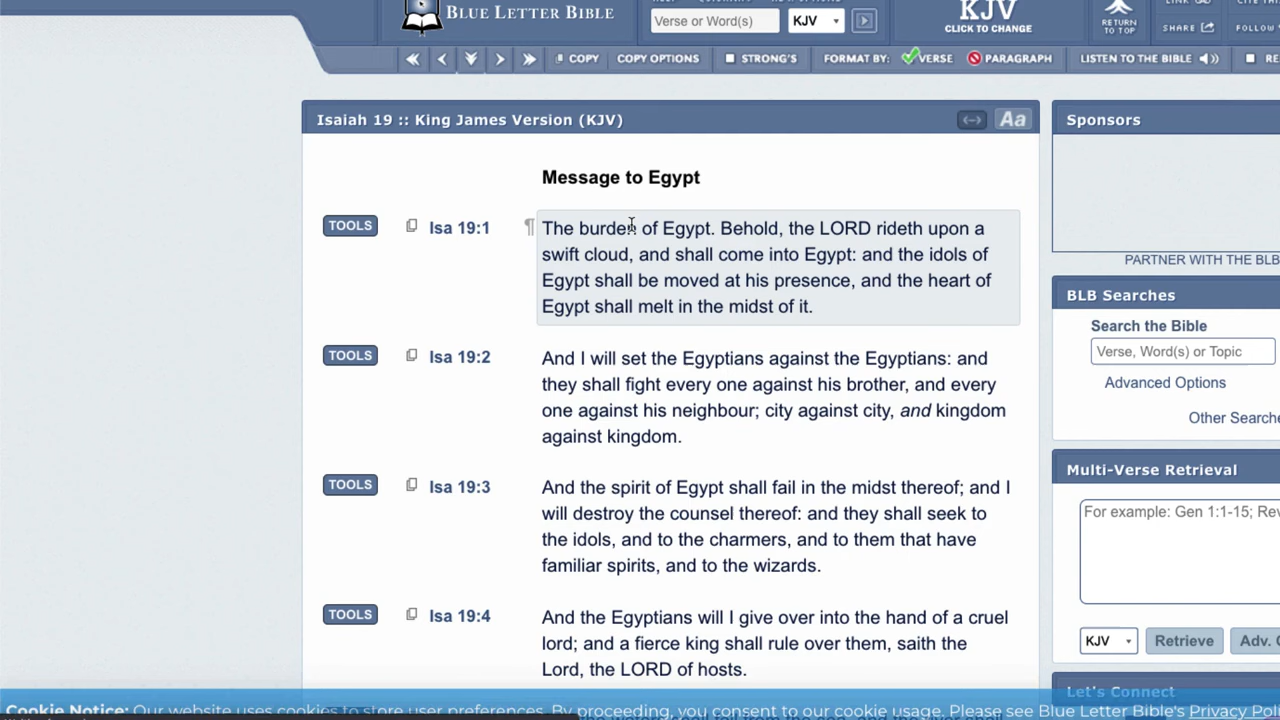 BLUE LETTER BIBLE
Verse or Word(s)
KJV
KJV
CLICK TO CHANGE
RETURN
TO TOP
SHARE
FOLLOW
COPY
COPY OPTIONS
STRONG'S
FORMAT BY:
VERSE
PARAGRAPH
LISTEN TO THE BIBLE
RE
Isaiah 19 :: King James Version (KJV)
Aa
Message to Egypt
TOOLS
Isa 19:1
¶
The burden of Egypt. Behold, the LORD rideth upon a
swift cloud, and shall come into Egypt: and the idols of
Egypt shall be moved at his presence, and the heart of
Egypt shall melt in the midst of it.
TOOLS
Isa 19:2
And I will set the Egyptians against the Egyptians: and
they shall fight every one against his brother, and every
one against his neighbour; city against city, and kingdom
against kingdom.
TOOLS
Isa 19:3
And the spirit of Egypt shall fail in the midst thereof; and I
will destroy the counsel thereof: and they shall seek to
the idols, and to the charmers, and to them that have
familiar spirits, and to the wizards.
TOOLS
Isa 19:4
And the Egyptians will I give over into the hand of a cruel
lord; and a fierce king shall rule over them, saith the
Lord, the LORD of hosts.
Sponsors
PARTNER WITH THE BLB
BLB Searches
Search the Bible
Verse, Word(s) or Topic
Advanced Options
Other Searche
Multi-Verse Retrieval
For example: Gen 1:1-15; Rev
KJV
Retrieve
Adv. C
Let's Connect
Cookie Notice: Our website uses cookies to store user preferences. By proceeding, you consent to our cookie usage. Please see Blue Letter Bible's Privacy Pol